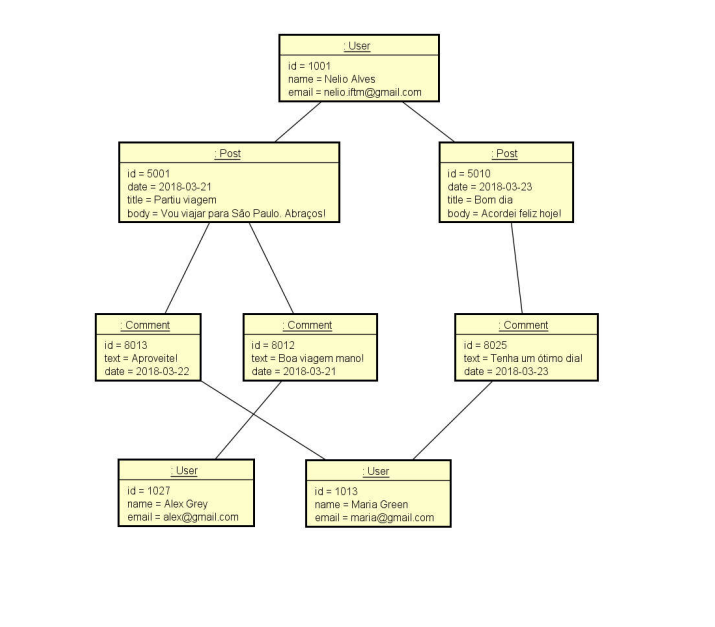 : User
id = 1001
name = Nelio Alves
email = nelio.iftm@gmail.com
: Post
id = 5001
date = 2018-03-21
title = Partiu viagem
body = Vou viajar para São Paulo. Abraços!
: Post
id = 5010
date = 2018-03-23
title = Bom dia
body = Acordei feliz hoje!
: Comment
id = 8013
text = Aproveite!
date = 2018-03-22
: Comment
id = 8012
text = Boa viagem mano!
date = 2018-03-21
: Comment
id = 8025
text = Tenha um ótimo dia!
date = 2018-03-23
: User
id = 1027
name = Alex Grey
email = alex@gmail.com
: User
id = 1013
name = Maria Green
email = maria@gmail.com